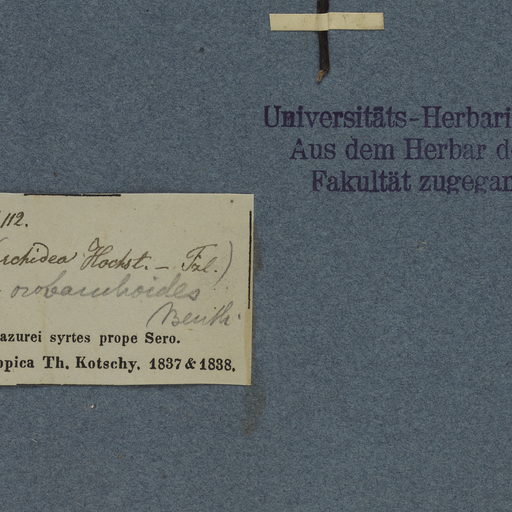 Universitäts-Herbari
Aus dem Herbar d
Fakultät zugegan
112.
rchidea Hochst. – Fzl.)
orobanchoides
Benth.
azurei syrtes prope Sero.
opica Th. Kotschy. 1837 & 1838.